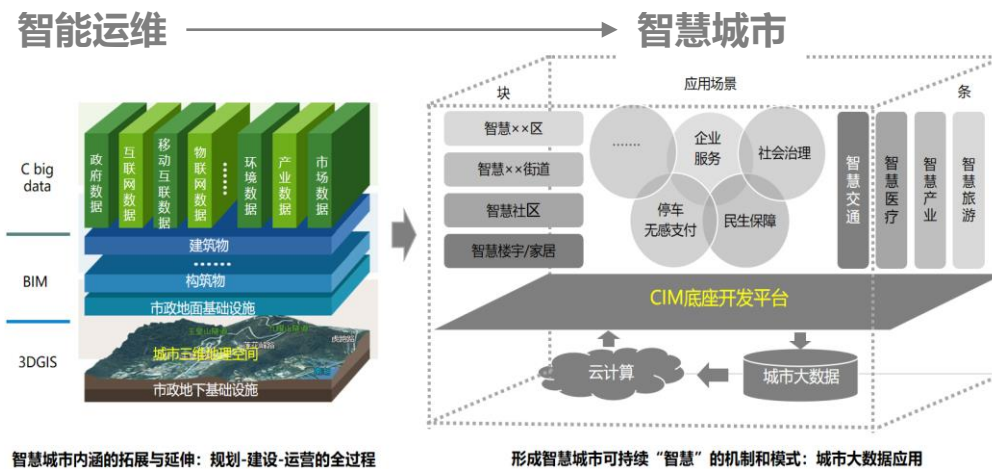 智能运维
智慧城市
C big
data
BIM
3DGIS
政府数据
互联网数据
移动互联数据
物联网数据
......
环境数据
产业数据
市场数据
建筑物
......
构筑物
市政地面基础设施
城市三维地理空间
市政地下基础设施
智慧城市内涵的拓展与延伸：规划-建设-运营的全过程
块
应用场景
条
智慧××区
智慧××街道
智慧社区
智慧楼宇/家居
.......
企业
服务
社会治理
停车
无感支付
民生保障
智慧交通
智慧医疗
智慧产业
智慧旅游
CIM底座开发平台
云计算
城市大数据
形成智慧城市可持续“智慧”的机制和模式：城市大数据应用